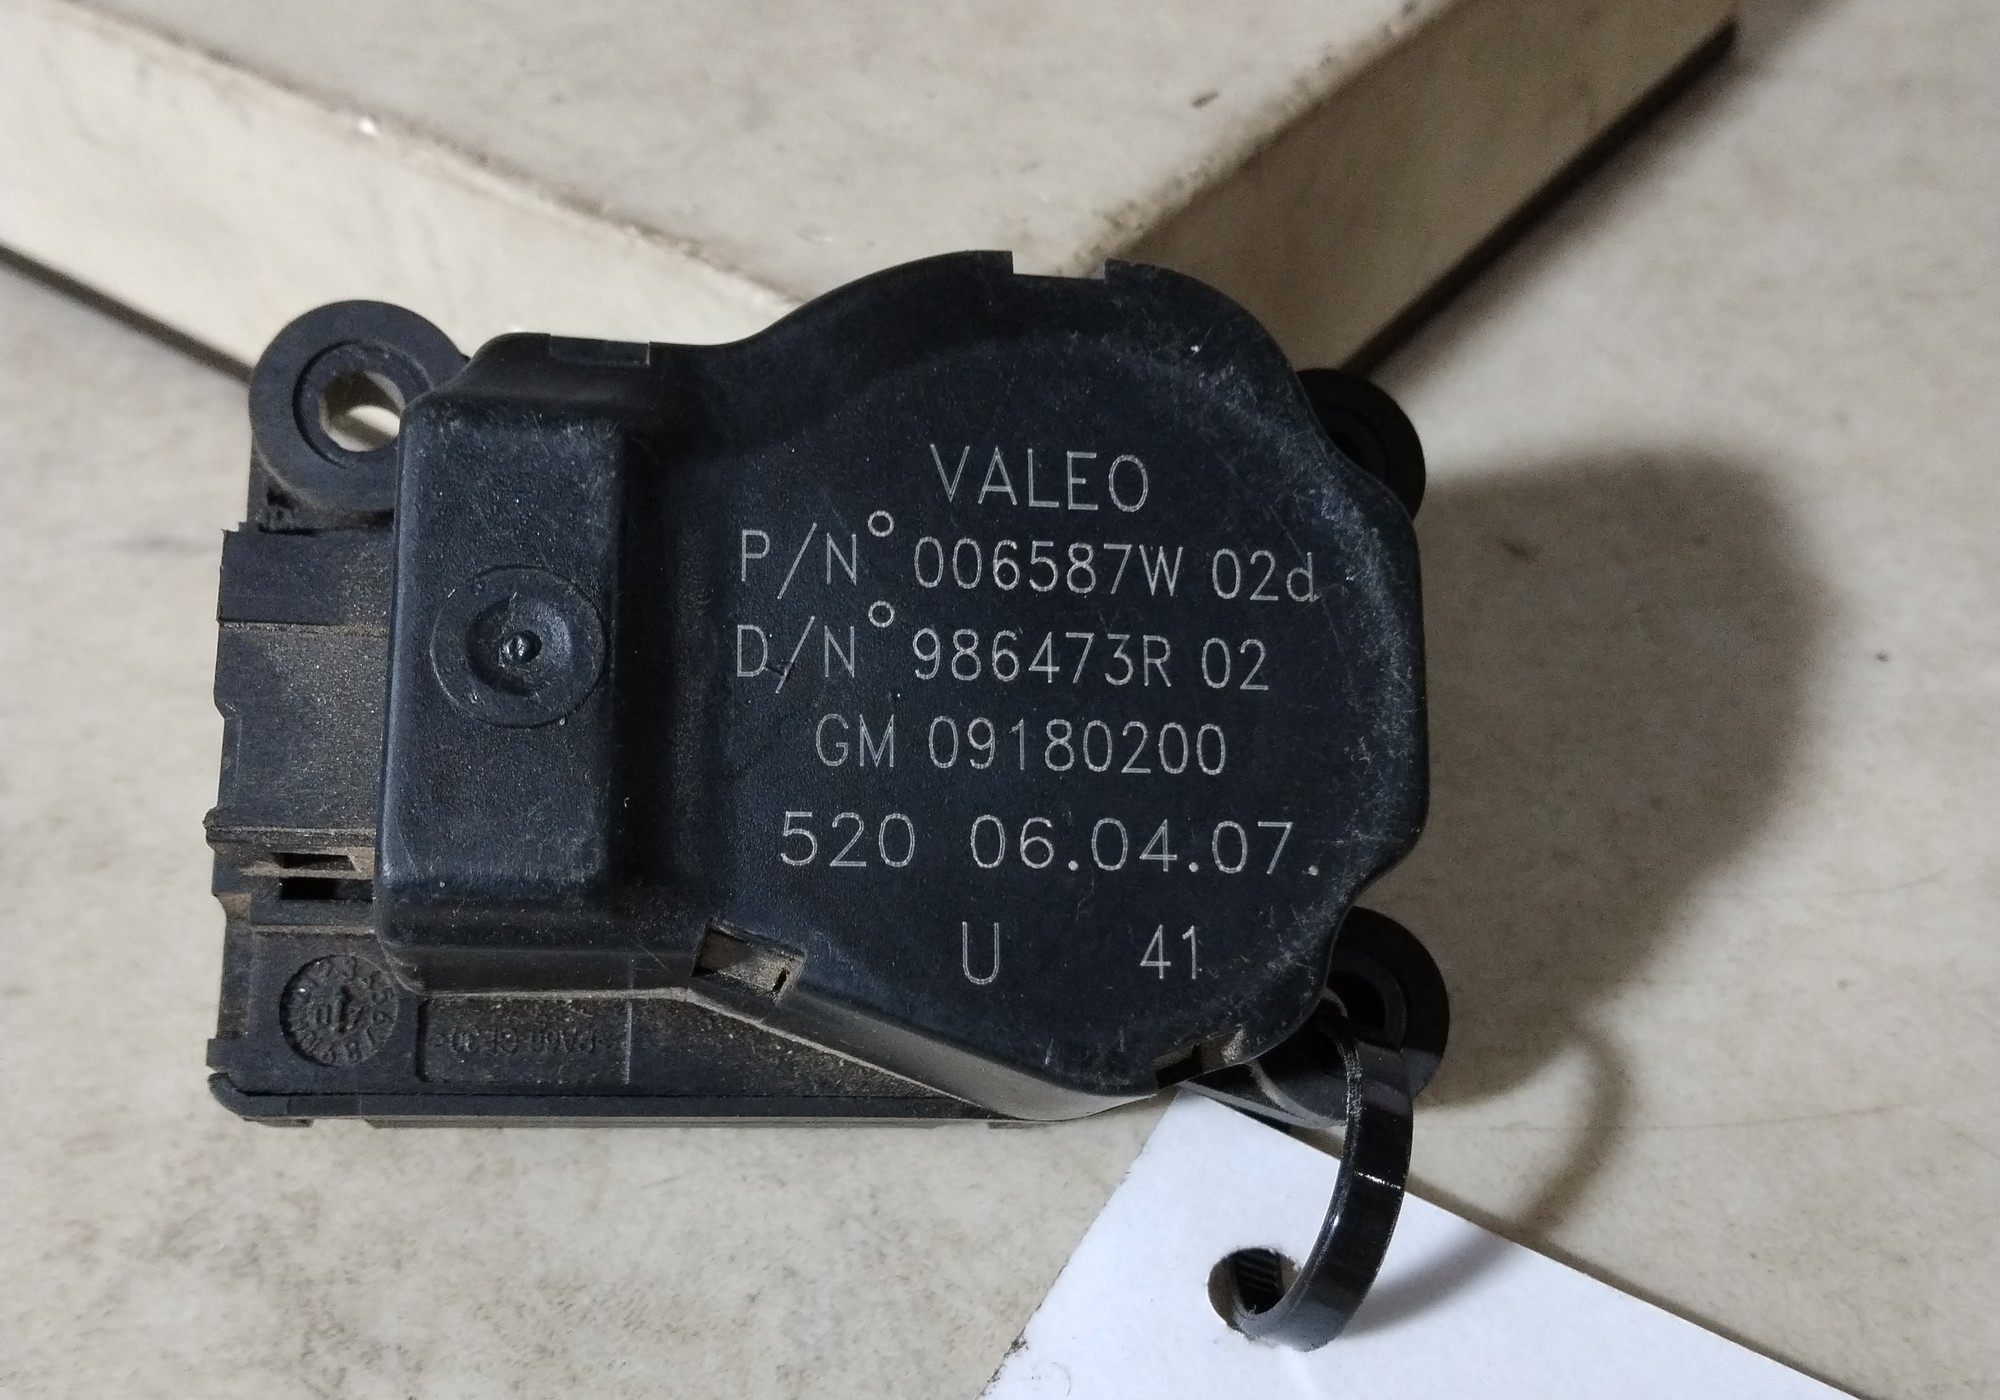 VALEO
P/N° 006587W 02d
D/N° 986473R 02
GM 09180200
520 06.04.07.
U 41